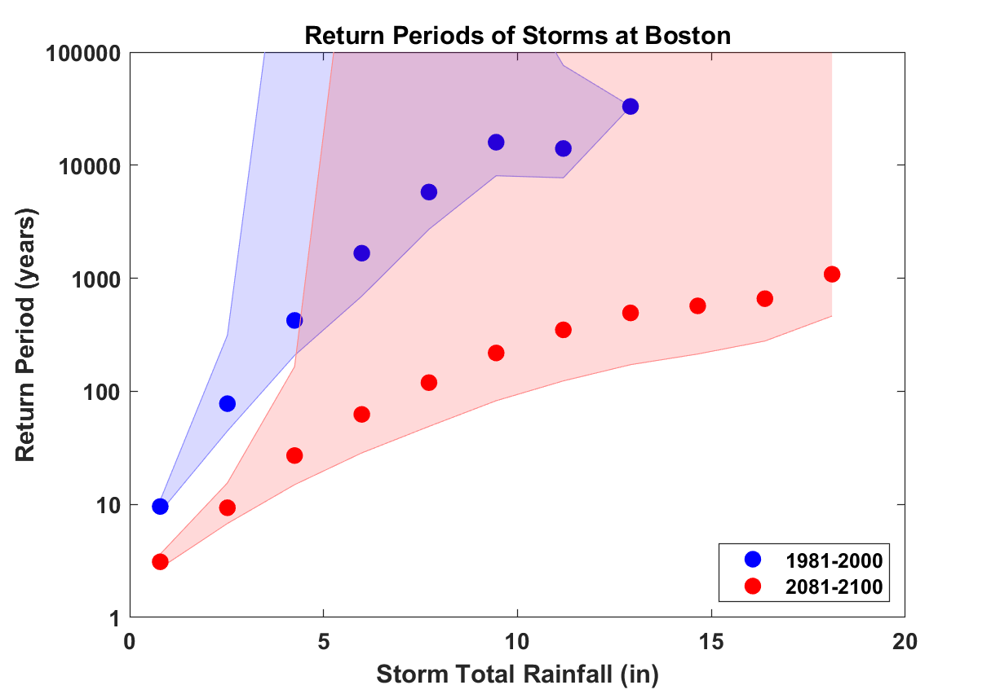 Return Periods of Storms at Boston
100000
10000
1000
100
10
1
Return Period (years)
0 5 10 15 20
Storm Total Rainfall (in)
1981-2000
2081-2100